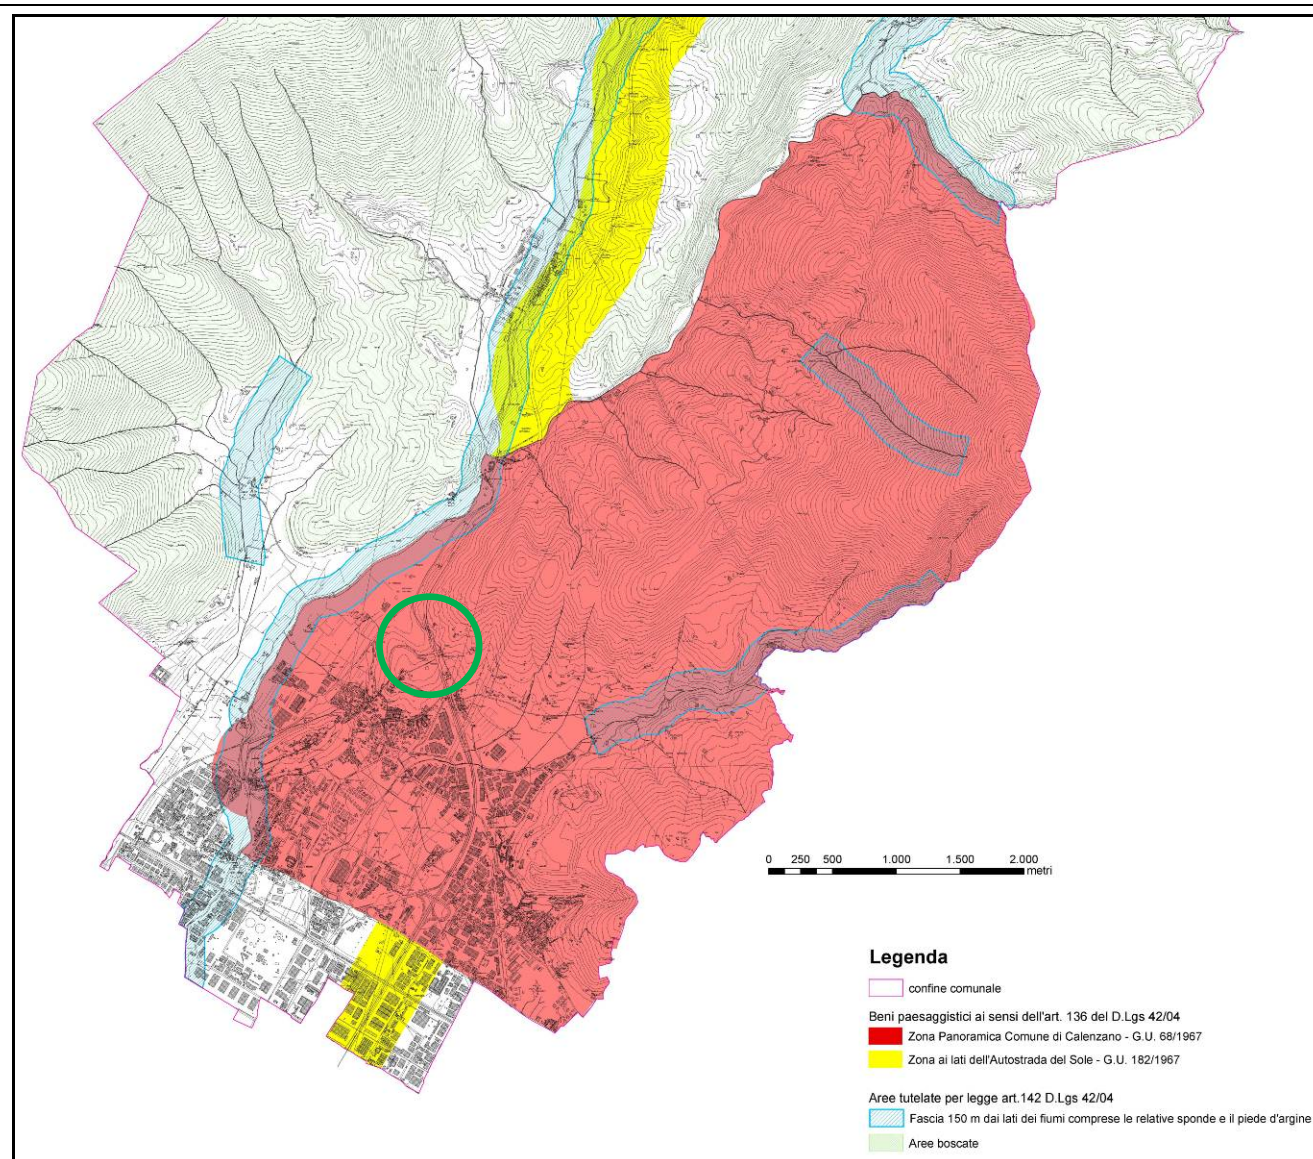 0 250 500 1.000 1.500 2.000
metri
Legenda
confine comunale
Beni paesaggistici ai sensi dell'art. 136 del D.Lgs 42/04
Zona Panoramica Comune di Calenzano - G.U. 68/1967
Zona ai lati dell'Autostrada del Sole - G.U. 182/1967
Aree tutelate per legge art.142 D.Lgs 42/04
Fascia 150 m dai lati dei fiumi comprese le relative sponde e il piede d'argine
Aree boscate